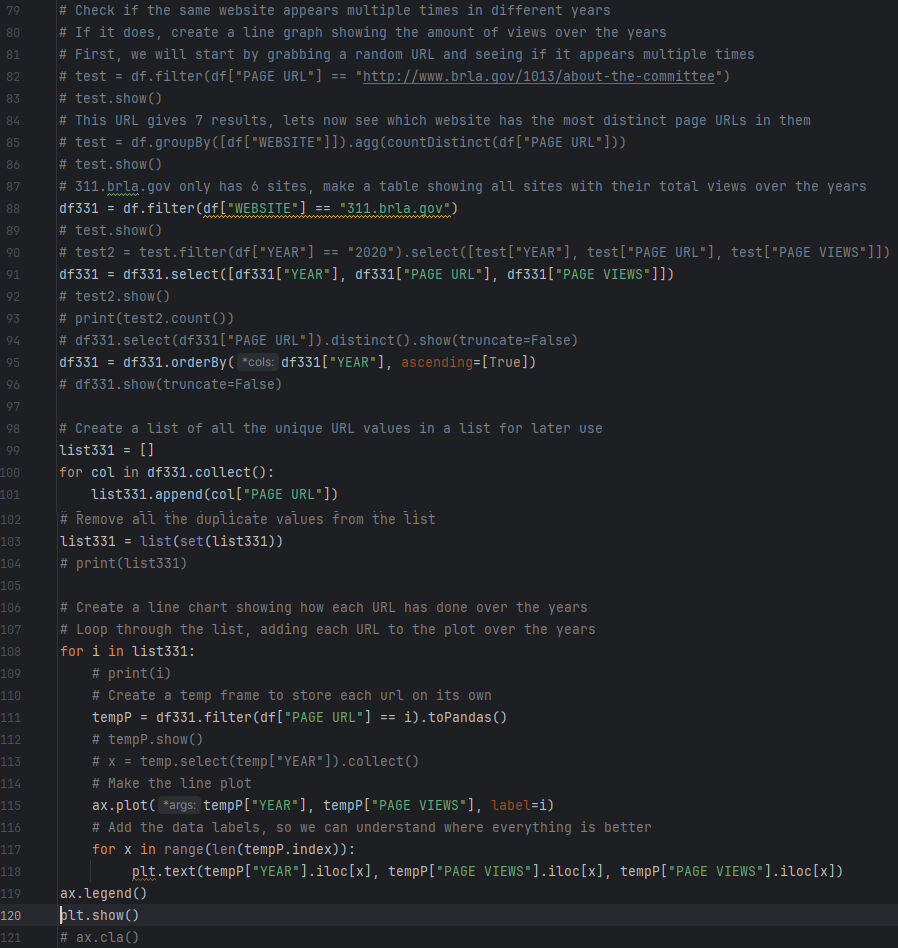 79 # Check if the same website appears multiple times in different years
80 # If it does, create a line graph showing the amount of views over the years
81 # First, we will start by grabbing a random URL and seeing if it appears multiple times
82 # test = df.filter(df["PAGE URL"] == "http://www.brla.gov/1013/about-the-committee")
83 # test.show()
84 # This URL gives 7 results, lets now see which website has the most distinct page URLs in them
85 # test = df.groupBy([df["WEBSITE"]]).agg(countDistinct(df["PAGE URL"]))
86 # test.show()
87 # 311.brla.gov only has 6 sites, make a table showing all sites with their total views over the years
88 df331 = df.filter(df["WEBSITE"] == "311.brla.gov")
89 # test.show()
90 # test2 = test.filter(df["YEAR"] == "2020").select([test["YEAR"], test["PAGE URL"], test["PAGE VIEWS"]])
91 df331 = df331.select([df331["YEAR"], df331["PAGE URL"], df331["PAGE VIEWS"]])
92 # test2.show()
93 # print(test2.count())
94 # df331.select(df331["PAGE URL"]).distinct().show(truncate=False)
95 df331 = df331.orderBy( *cols: df331["YEAR"], ascending=[True])
96 # df331.show(truncate=False)
97
98 # Create a list of all the unique URL values in a list for later use
99 list331 = []
100 for col in df331.collect():
101 list331.append(col["PAGE URL"])
102 # Remove all the duplicate values from the list
103 list331 = list(set(list331))
104 # print(list331)
105
106 # Create a line chart showing how each URL has done over the years
107 # Loop through the list, adding each URL to the plot over the years
108 for i in list331:
109 # print(i)
110 # Create a temp frame to store each url on its own
111 tempP = df331.filter(df["PAGE URL"] == i).toPandas()
112 # tempP.show()
113 # x = temp.select(temp["YEAR"]).collect()
114 # Make the line plot
115 ax.plot( *args: tempP["YEAR"], tempP["PAGE VIEWS"], label=i)
116 # Add the data labels, so we can understand where everything is better
117 for x in range(len(tempP.index)):
118 plt.text(tempP["YEAR"].iloc[x], tempP["PAGE VIEWS"].iloc[x], tempP["PAGE VIEWS"].iloc[x])
119 ax.legend()
120 plt.show()
121 # ax.cla()